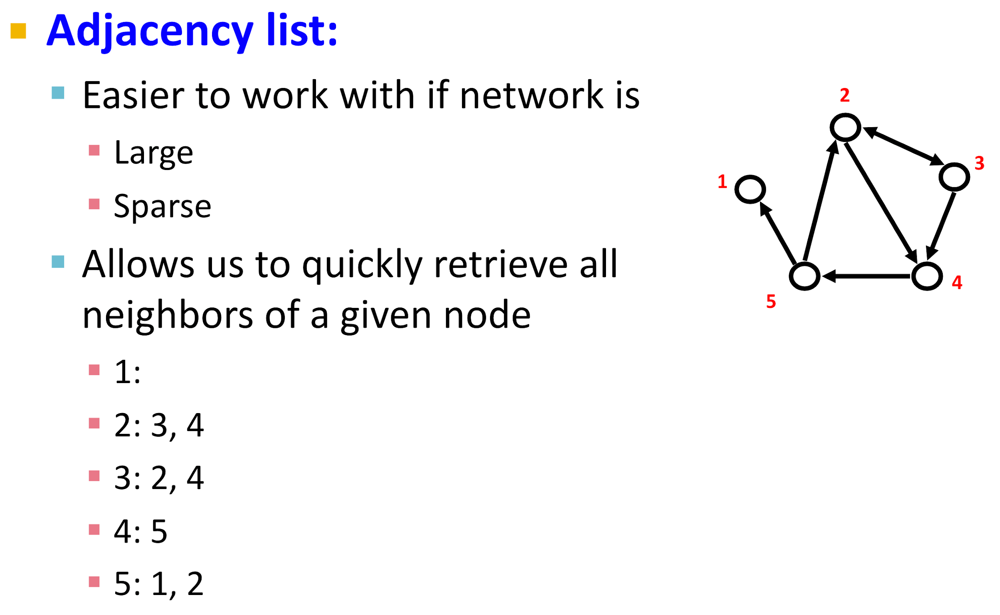 Adjacency list:
Easier to work with if network is
Large
Sparse
Allows us to quickly retrieve all
neighbors of a given node
1:
2: 3, 4
3: 2, 4
4: 5
5: 1, 2
2
3
1
4
5